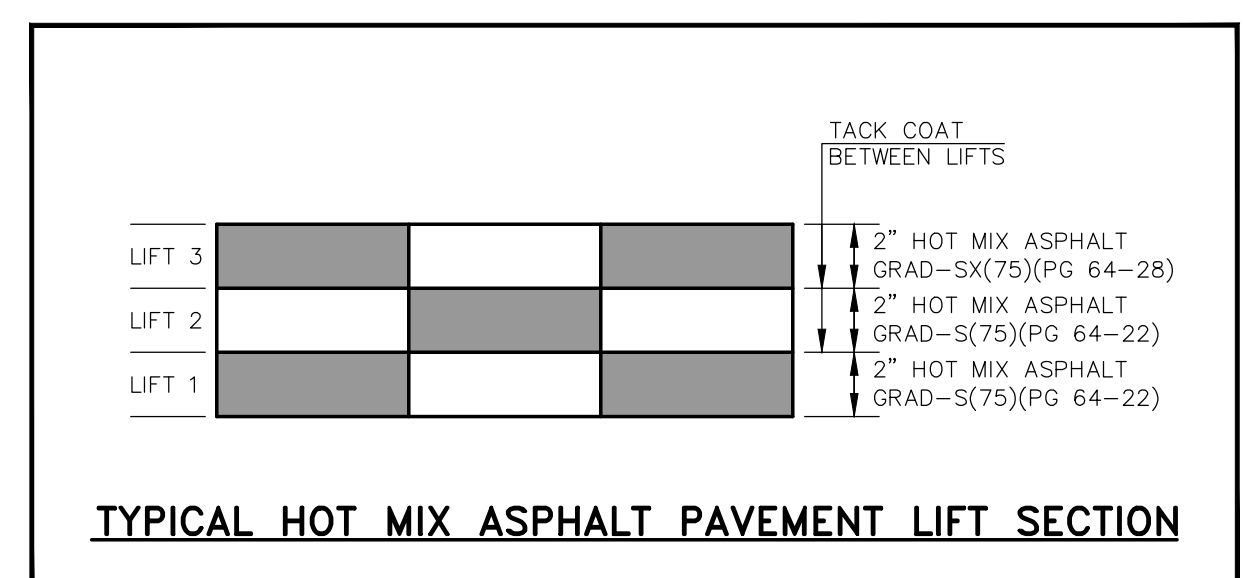 TACK COAT
BETWEEN LIFTS
LIFT 3
2" HOT MIX ASPHALT
GRAD-SX(75)(PG 64-28)
LIFT 2
2" HOT MIX ASPHALT
GRAD-S(75)(PG 64-22)
LIFT 1
2" HOT MIX ASPHALT
GRAD-S(75)(PG 64-22)
TYPICAL HOT MIX ASPHALT PAVEMENT LIFT SECTION